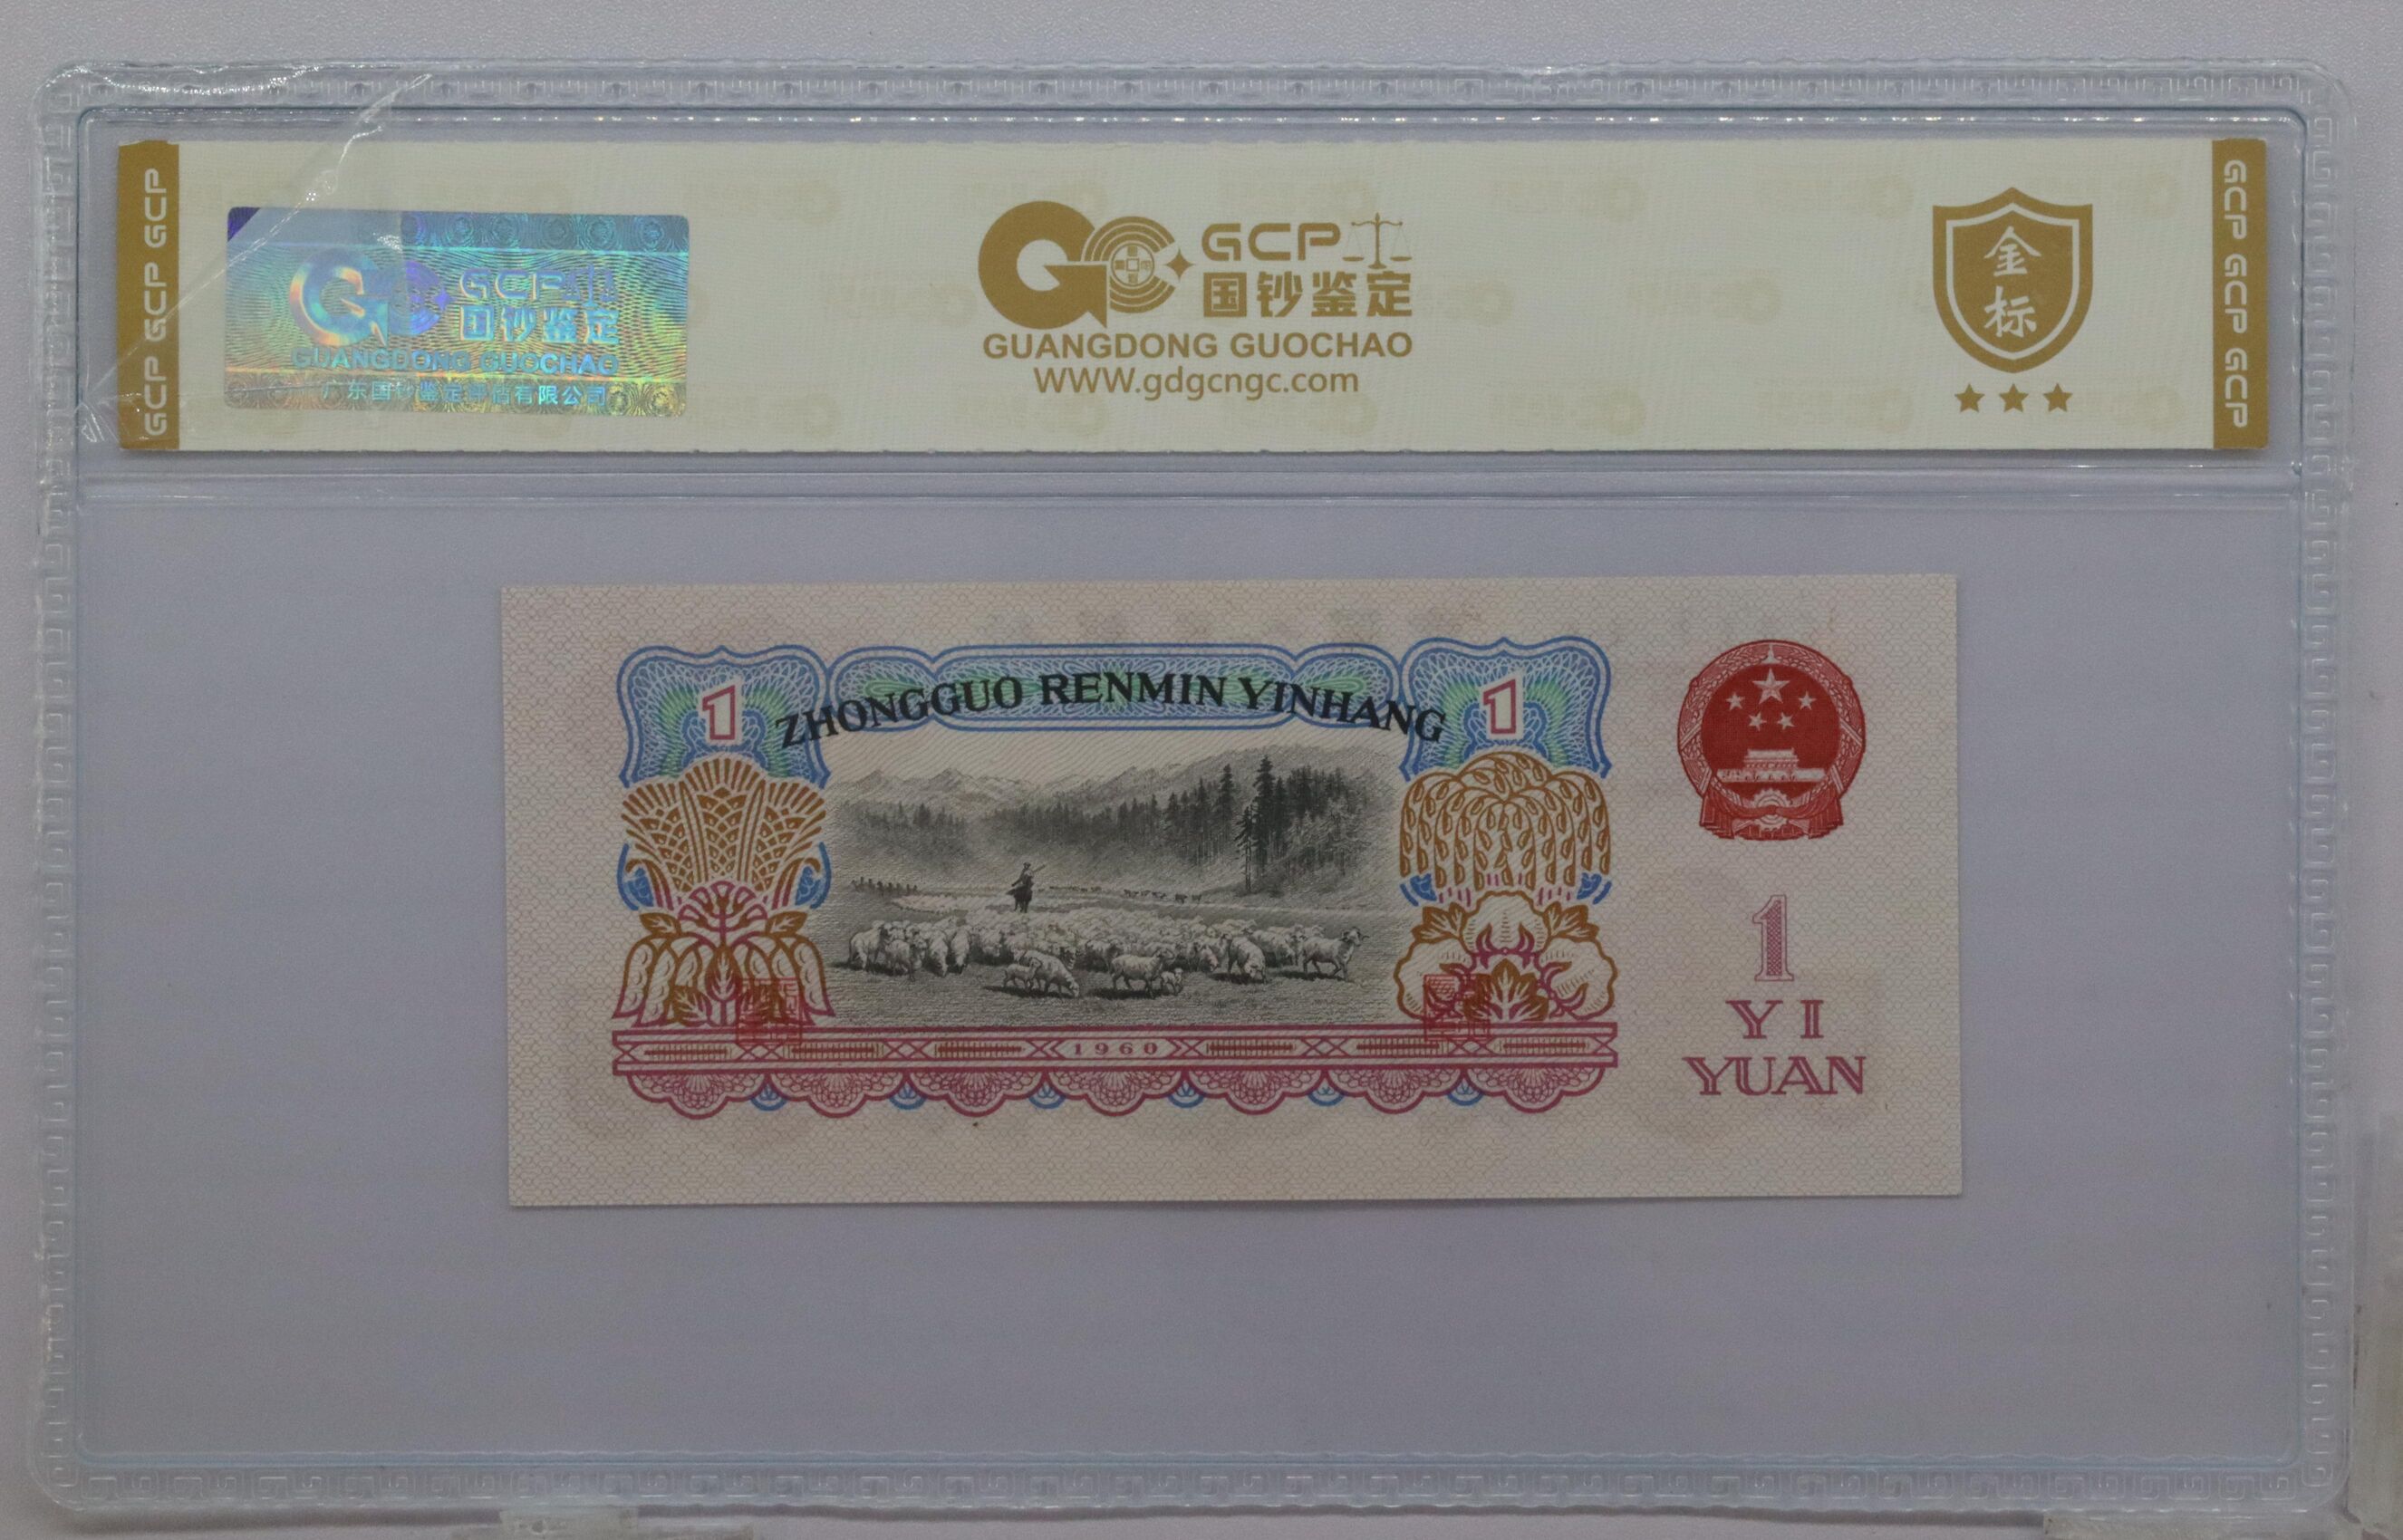 GCP GCP GCP
GCP
国钞鉴定
GUANGDONG GUOCHAO
广东国钞鉴定评估有限公司
GCP
国钞鉴定
GUANGDONG GUOCHAO
WWW.gdgcngc.com
金
标
GCP GCP GCP
1
ZHONGGUO RENMIN YINHANG
1
1
YI
YUAN
1960